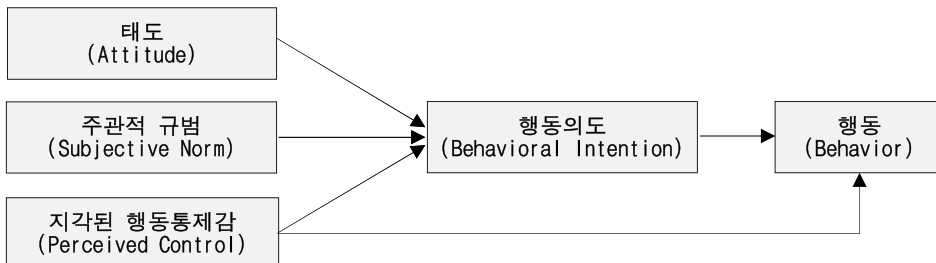 태도
(Attitude)
주관적 규범
(Subjective Norm)
지각된 행동통제감
(Perceived Control)
행동의도
(Behavioral Intention)
행동
(Behavior)